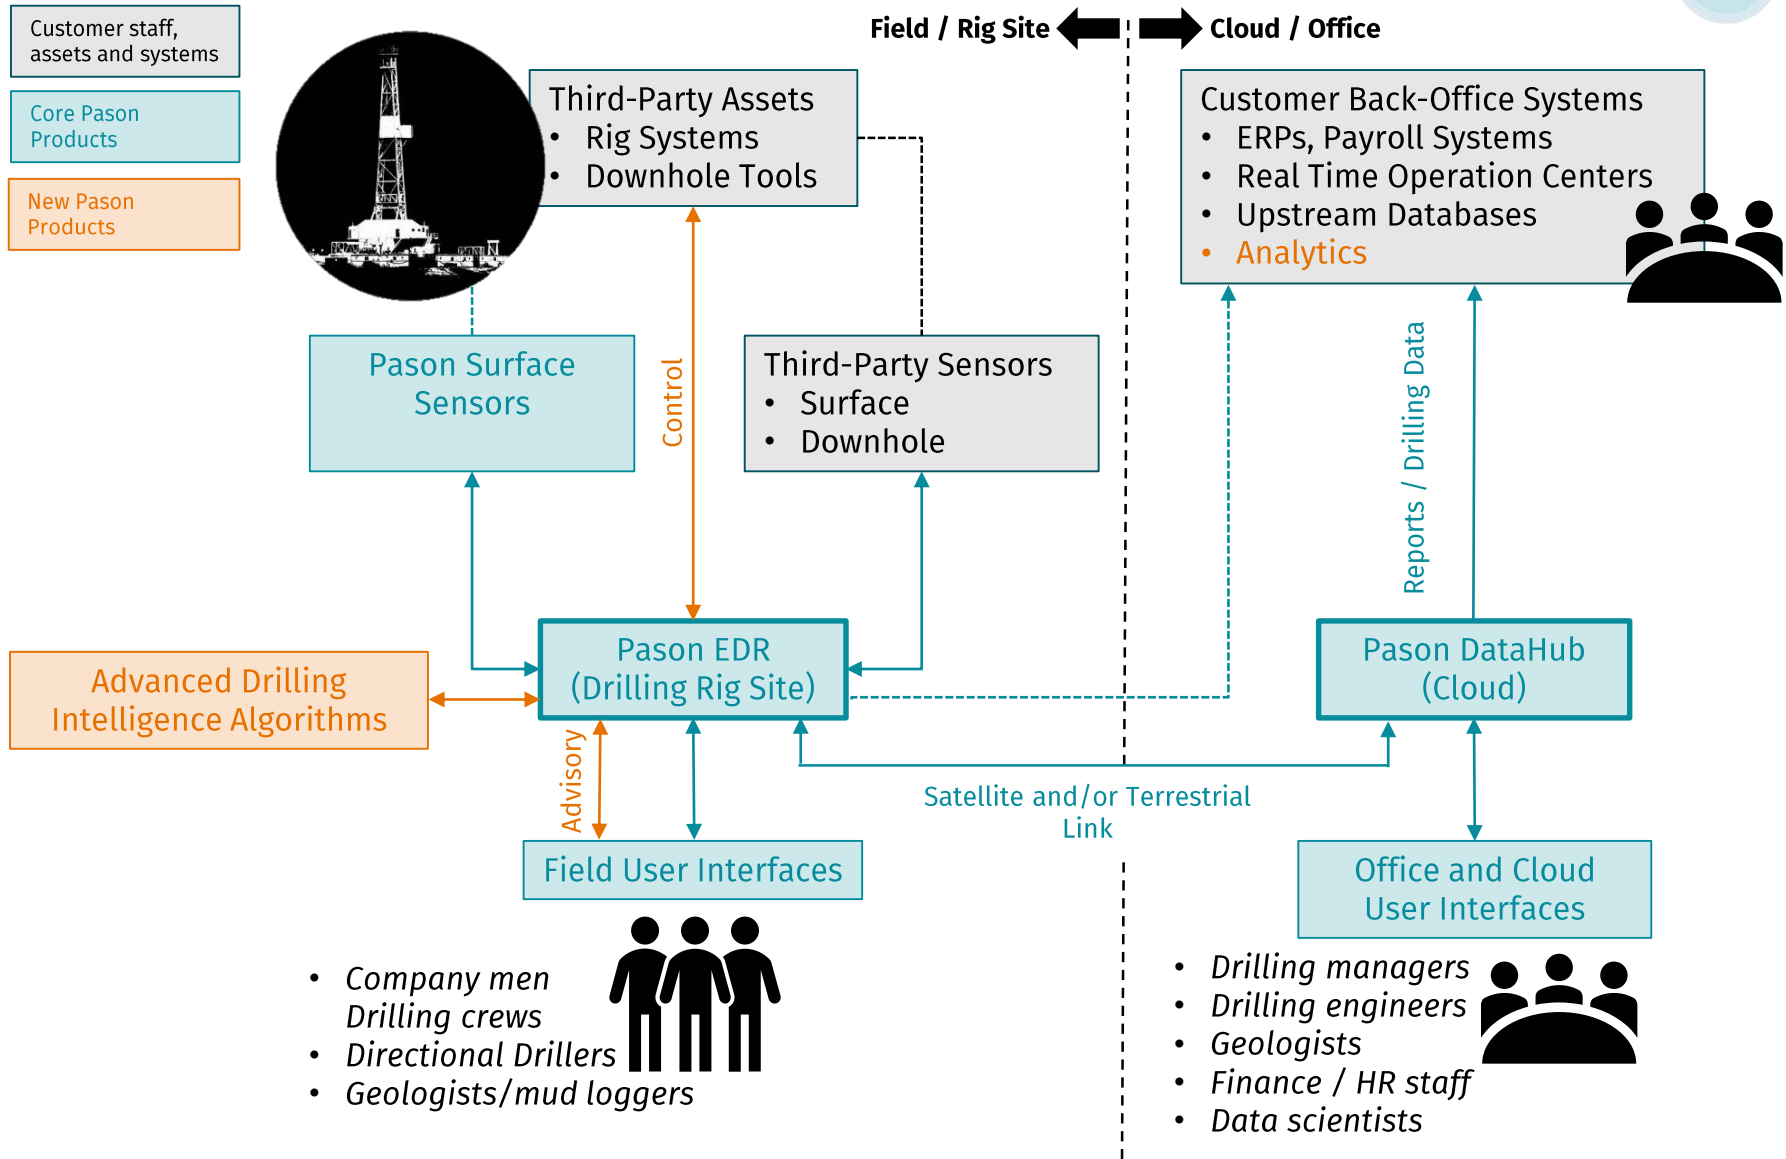 Customer staff,
assets and systems
Core Pason
Products
New Pason
Products
Field / Rig Site
Cloud / Office
Third-Party Assets
• Rig Systems
• Downhole Tools
Customer Back-Office Systems
• ERPs, Payroll Systems
• Real Time Operation Centers
• Upstream Databases
• Analytics
Pason Surface
Sensors
Control
Third-Party Sensors
• Surface
• Downhole
Reports / Drilling Data
Advanced Drilling
Intelligence Algorithms
Pason EDR
(Drilling Rig Site)
Pason DataHub
(Cloud)
Advisory
Satellite and/or Terrestrial
Link
Field User Interfaces
Office and Cloud
User Interfaces
• Company men
Drilling crews
• Directional Drillers
• Geologists/mud loggers
• Drilling managers
• Drilling engineers
• Geologists
• Finance / HR staff
• Data scientists